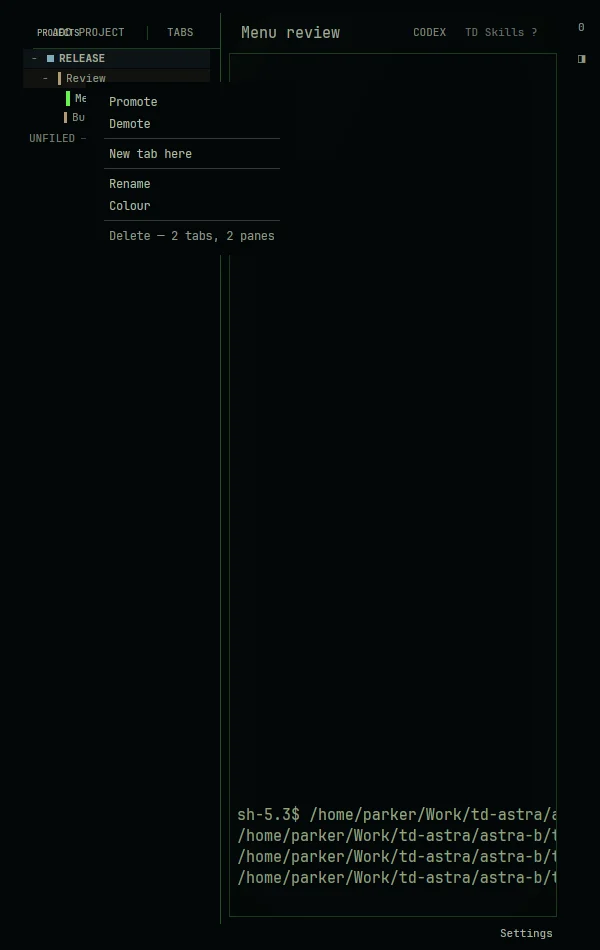 PROJECTS ADD PROJECT TABS Menu review CODEX TD Skills ? 0
- RELEASE
- Review
Me
Promote
Bu
Demote
UNFILED —
New tab here
Rename
Colour
Delete — 2 tabs, 2 panes
sh-5.3$ /home/parker/Work/td-astra/a
/home/parker/Work/td-astra/astra-b/t
/home/parker/Work/td-astra/astra-b/t
/home/parker/Work/td-astra/astra-b/t
Settings